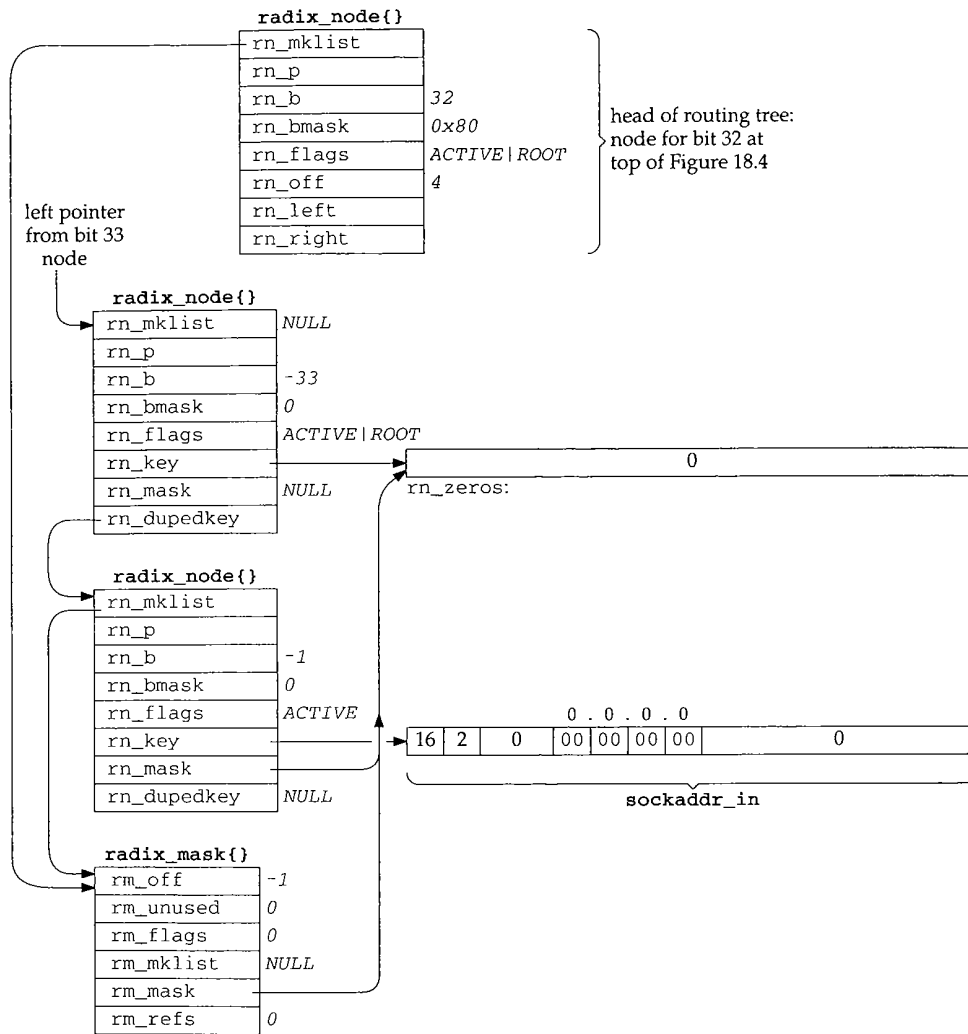 radix_node{}
rn_mklist
rn_p
rn_b 32
rn_bmask 0x80
rn_flags ACTIVE|ROOT
rn_off 4
rn_left
rn_right
head of routing tree:
node for bit 32 at
top of Figure 18.4
left pointer
from bit 33
node
radix_node{}
rn_mklist NULL
rn_p
rn_b -33
rn_bmask 0
rn_flags ACTIVE|ROOT
rn_key
rn_mask NULL
rn_dupedkey
0
rn_zeros:
radix_node{}
rn_mklist
rn_p
rn_b -1
rn_bmask 0
rn_flags ACTIVE
rn_key
rn_mask
rn_dupedkey NULL
0 . 0 . 0 . 0
16 2 0 00 00 00 00 0
sockaddr_in
radix_mask{}
rm_off -1
rm_unused 0
rm_flags 0
rm_mklist NULL
rm_mask
rm_refs 0